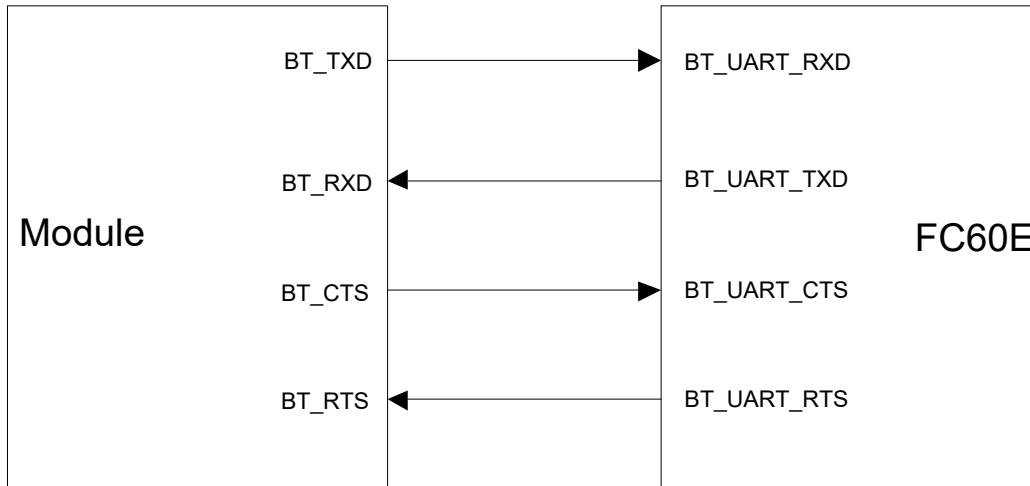 BT_TXD BT_UART_RXD
BT_RXD BT_UART_TXD
Module FC60E
BT_CTS BT_UART_CTS
BT_RTS BT_UART_RTS